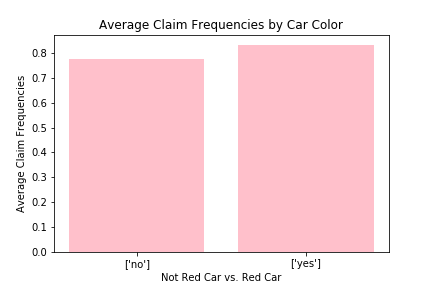 Average Claim Frequencies by Car Color
Average Claim Frequencies
0.8
0.7
0.6
0.5
0.4
0.3
0.2
0.1
0.0
['no']
['yes']
Not Red Car vs. Red Car